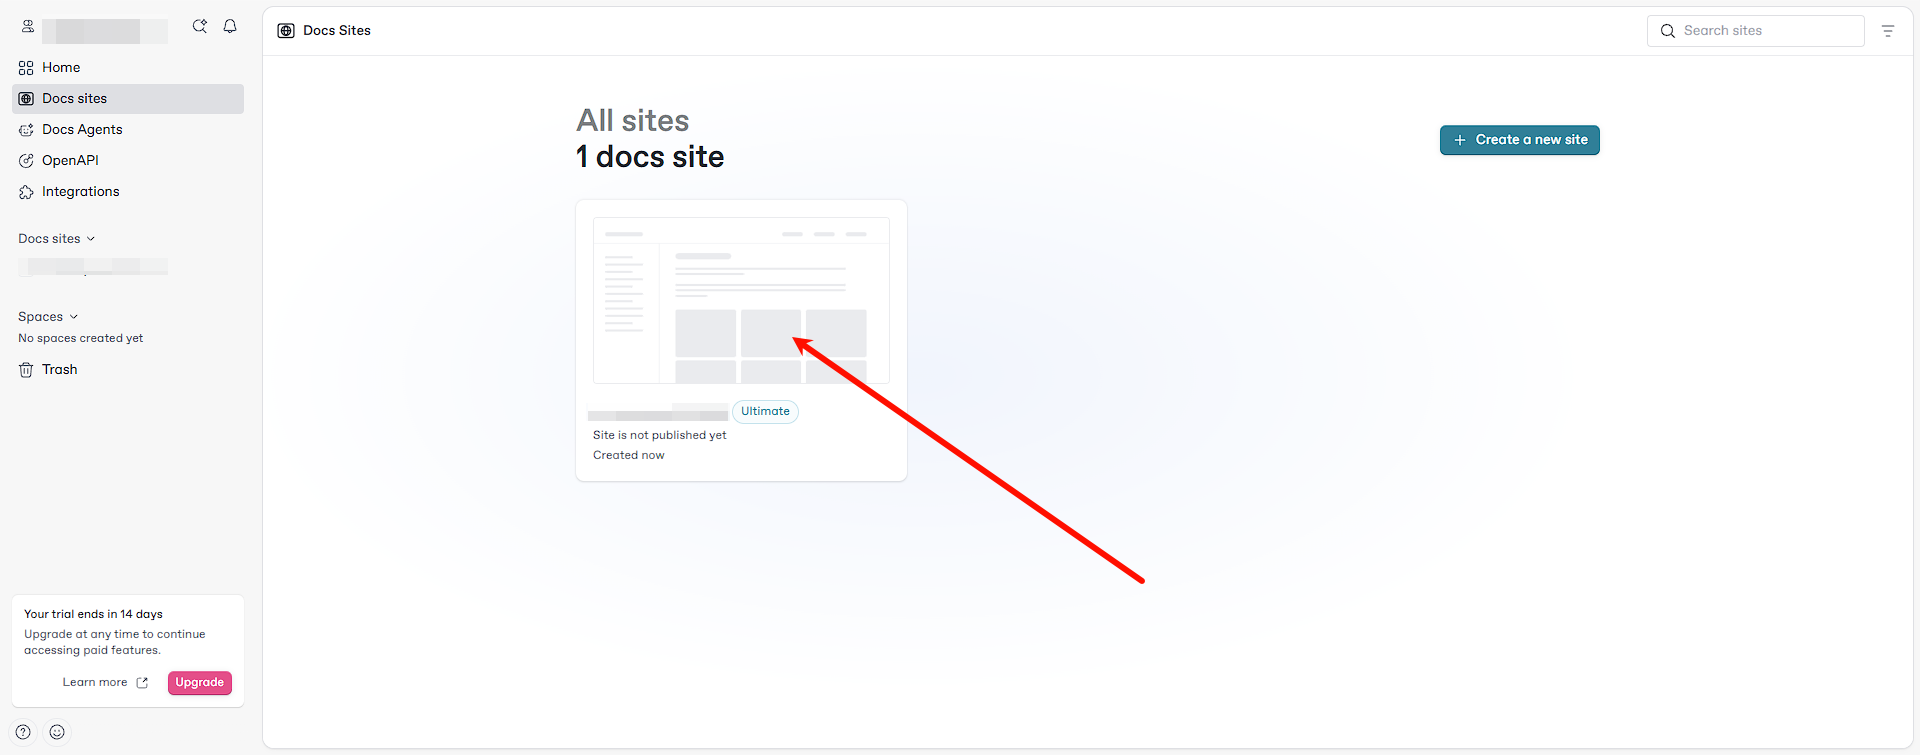 Home
Docs sites
Docs Agents
OpenAPI
Integrations
Docs sites
Spaces
No spaces created yet
Trash
Your trial ends in 14 days
Upgrade at any time to continue
accessing paid features.
Learn more
Upgrade
Docs Sites
Search sites
All sites
1 docs site
Create a new site
Ultimate
Site is not published yet
Created now